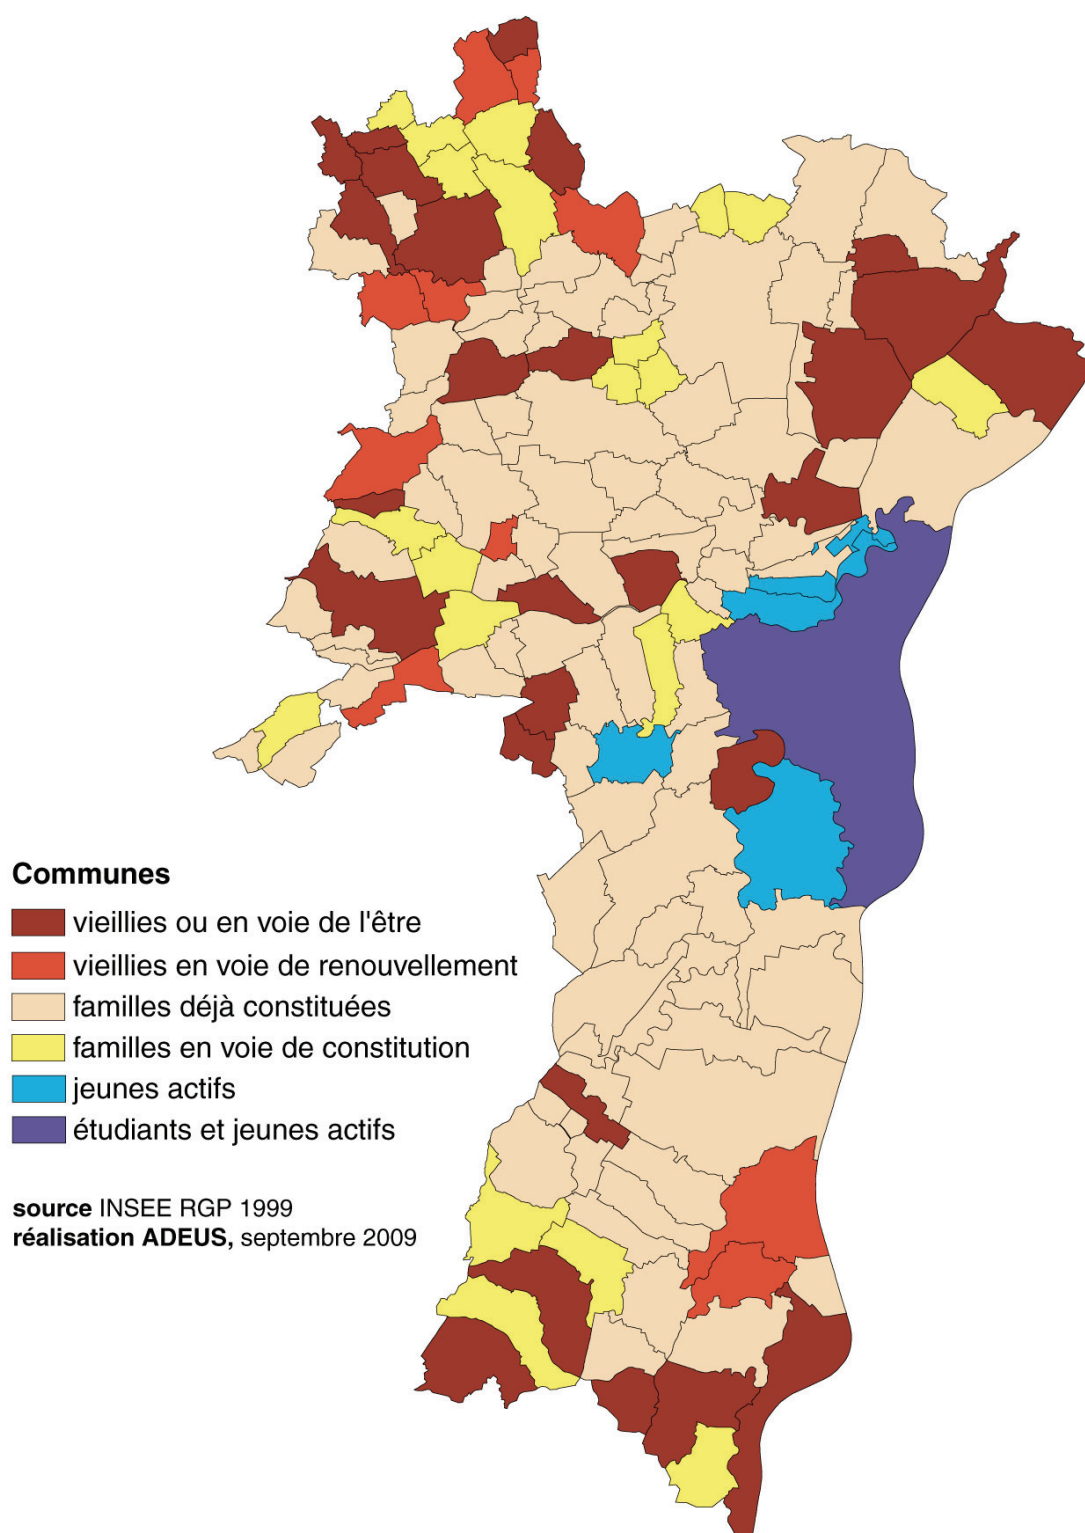 Communes
vieillies ou en voie de l'être
vieillies en voie de renouvellement
familles déjà constituées
familles en voie de constitution
jeunes actifs
étudiants et jeunes actifs
source INSEE RGP 1999
réalisation ADEUS, septembre 2009